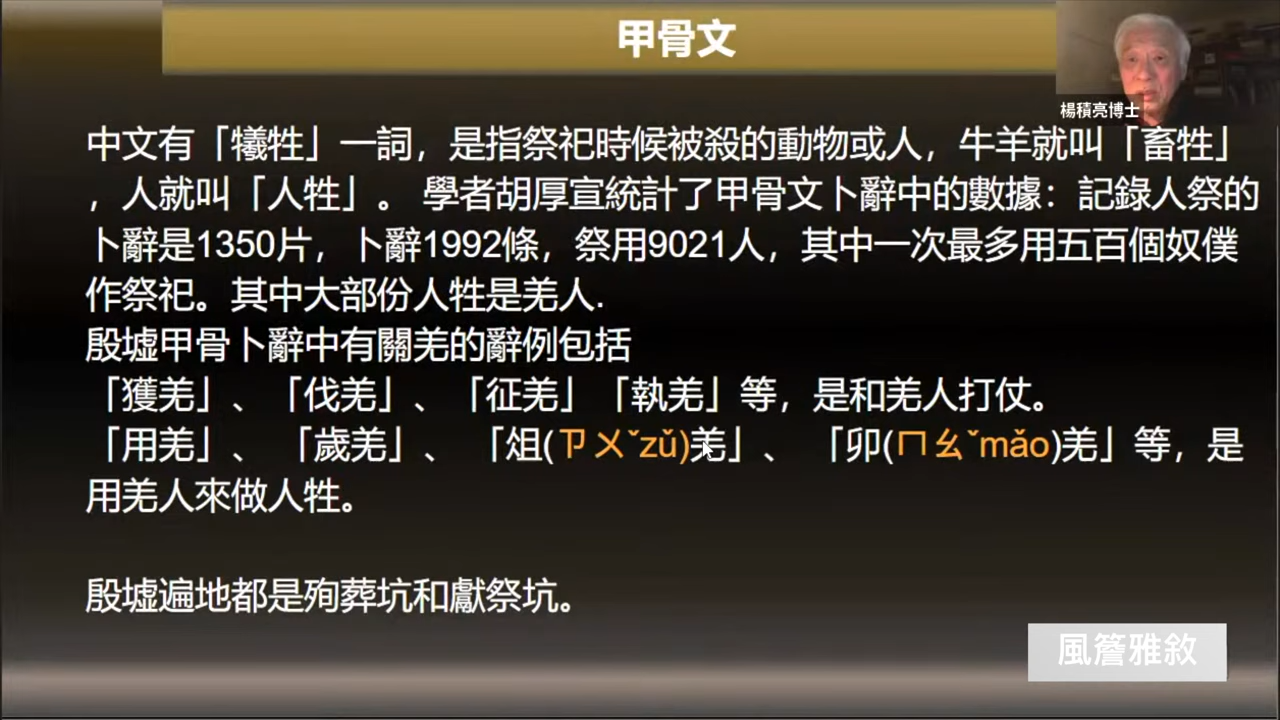 甲骨文
楊積亮博士
中文有「犧牲」一詞，是指祭祀時候被殺的動物或人，牛羊就叫「畜牲」
，人就叫「人牲」。 學者胡厚宣統計了甲骨文卜辭中的數據：記錄人祭的
卜辭是1350片，卜辭1992條，祭用9021人，其中一次最多用五百個奴僕
作祭祀。其中大部份人牲是羌人.
殷墟甲骨卜辭中有關羌的辭例包括
「獲羌」、「伐羌」、「征羌」「執羌」等，是和羌人打仗。
「用羌」、 「歲羌」、 「俎(ㄗㄨˇzǔ)羌」、 「卯(ㄇㄠˇmǎo)羌」等，是
用羌人來做人牲。
殷墟遍地都是殉葬坑和獻祭坑。
風簷雅敘